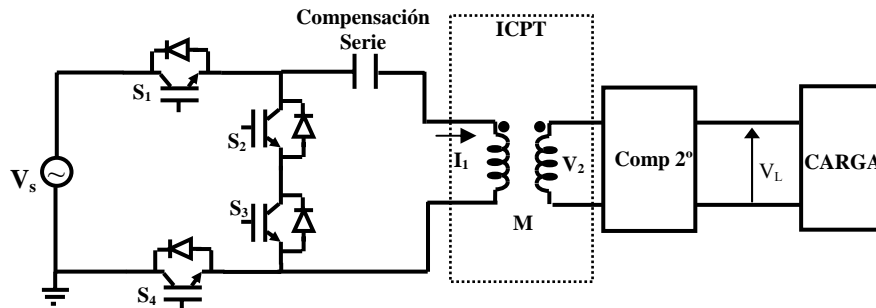 Compensación
Serie
ICPT
S1
S2
I1
V2
Comp 2º
VL
CARGA
Vs
S3
M
S4